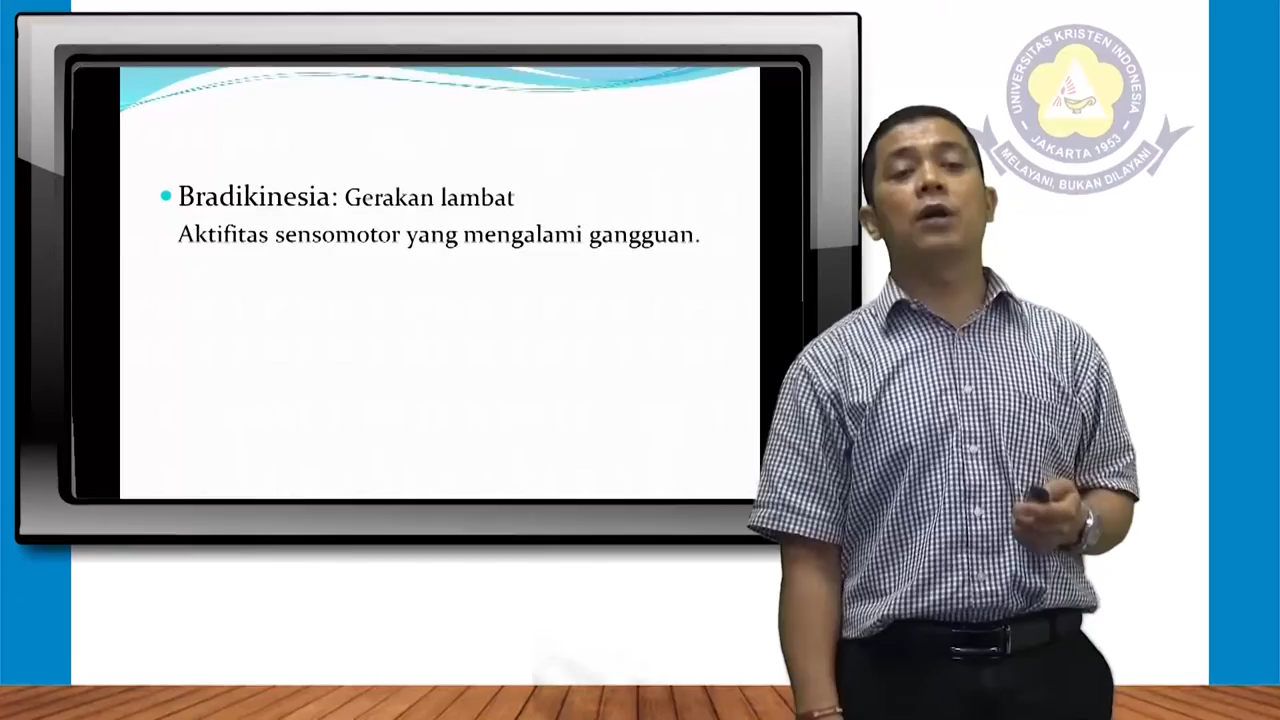 Bradikinesia: Gerakan lambat
Aktifitas sensomotor yang mengalami gangguan.
UNIVERSITAS KRISTEN INDONESIA
– JAKARTA 1953 –
MELAYANI, BUKAN DILAYANI